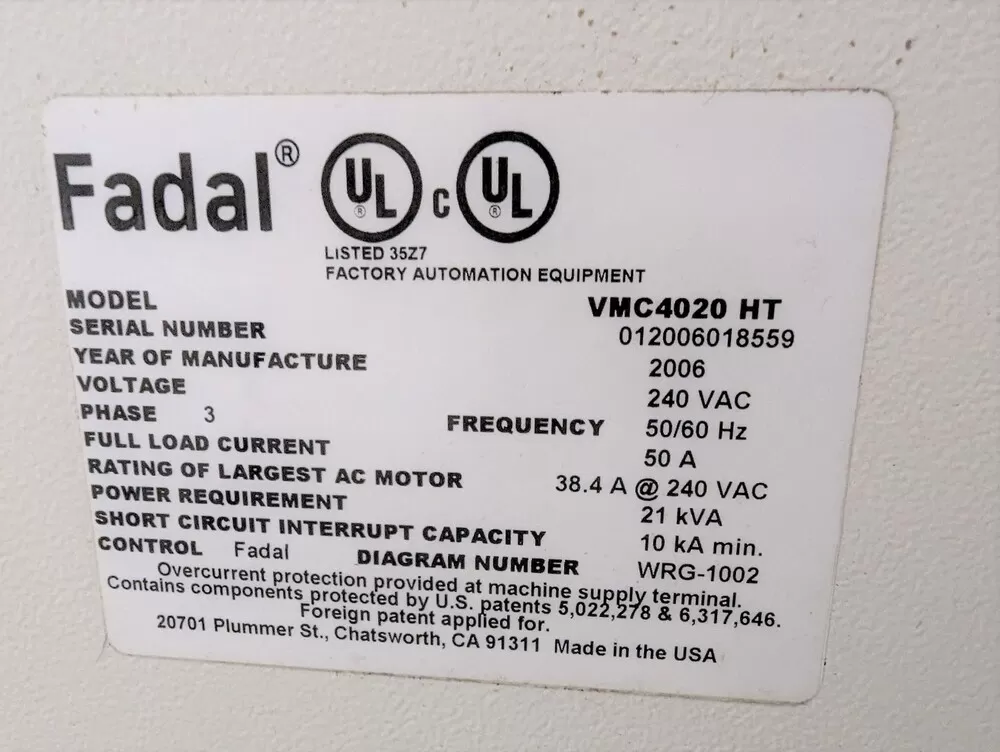 Fadal® UL® c UL®
LISTED 35Z7
FACTORY AUTOMATION EQUIPMENT
MODEL VMC4020 HT
SERIAL NUMBER 012006018559
YEAR OF MANUFACTURE 2006
VOLTAGE 240 VAC
PHASE 3 FREQUENCY 50/60 Hz
FULL LOAD CURRENT 50 A
RATING OF LARGEST AC MOTOR 38.4 A @ 240 VAC
POWER REQUIREMENT 21 kVA
SHORT CIRCUIT INTERRUPT CAPACITY 10 kA min.
CONTROL Fadal DIAGRAM NUMBER WRG-1002
Overcurrent protection provided at machine supply terminal.
Contains components protected by U.S. patents 5,022,278 & 6,317,646.
Foreign patent applied for.
20701 Plummer St., Chatsworth, CA 91311 Made in the USA